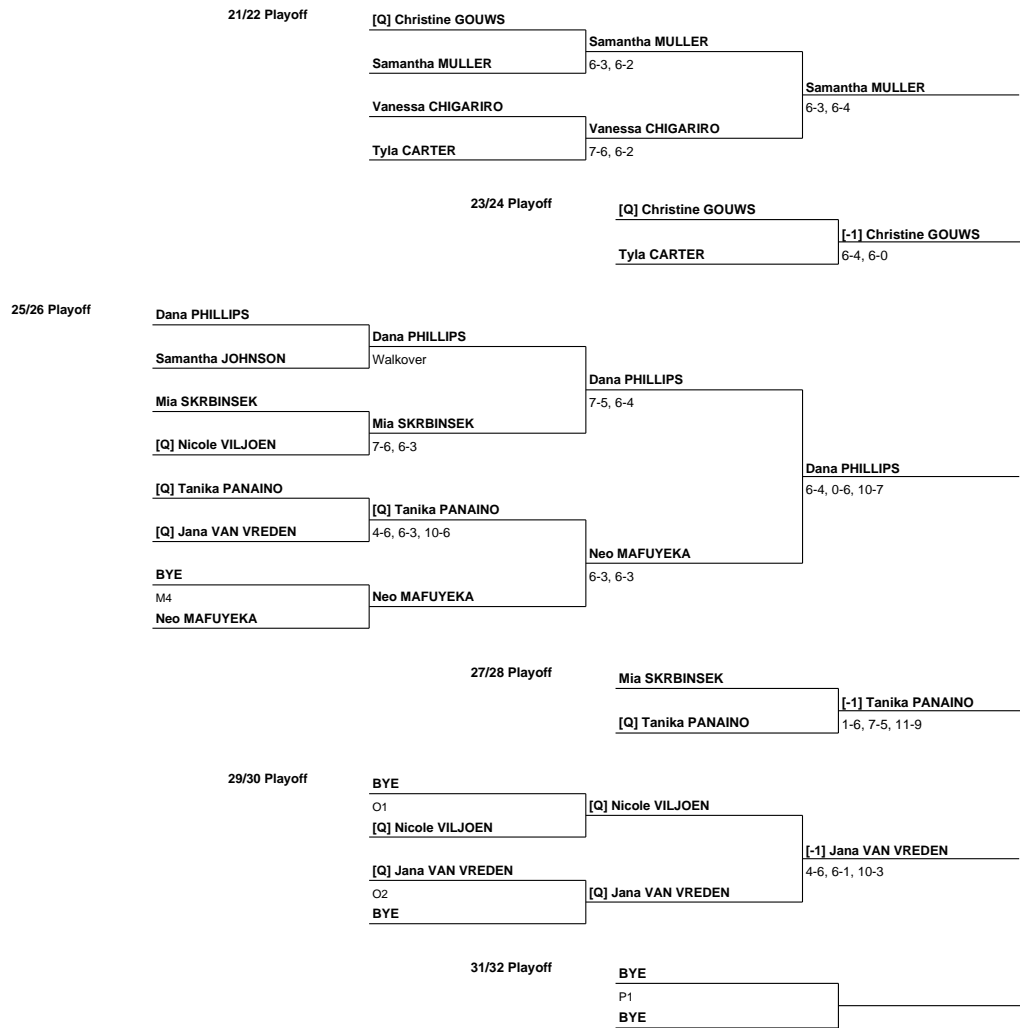 21/22 Playoff
[Q] Christine GOUWS
Samantha MULLER
Samantha MULLER
6-3, 6-2
Samantha MULLER
6-3, 6-4
Vanessa CHIGARIRO
Vanessa CHIGARIRO
Tyla CARTER
7-6, 6-2
23/24 Playoff
[Q] Christine GOUWS
[-1] Christine GOUWS
Tyla CARTER
6-4, 6-0
25/26 Playoff
Dana PHILLIPS
Dana PHILLIPS
Samantha JOHNSON
Walkover
Dana PHILLIPS
7-5, 6-4
Mia SKRBINSEK
Mia SKRBINSEK
[Q] Nicole VILJOEN
7-6, 6-3
Dana PHILLIPS
6-4, 0-6, 10-7
[Q] Tanika PANAINO
[Q] Tanika PANAINO
[Q] Jana VAN VREDEN
4-6, 6-3, 10-6
Neo MAFUYEKA
6-3, 6-3
BYE
M4
Neo MAFUYEKA
Neo MAFUYEKA
27/28 Playoff
Mia SKRBINSEK
[-1] Tanika PANAINO
[Q] Tanika PANAINO
1-6, 7-5, 11-9
29/30 Playoff
BYE
O1
[Q] Nicole VILJOEN
[Q] Nicole VILJOEN
[-1] Jana VAN VREDEN
4-6, 6-1, 10-3
[Q] Jana VAN VREDEN
O2
[Q] Jana VAN VREDEN
BYE
31/32 Playoff
BYE
P1
BYE